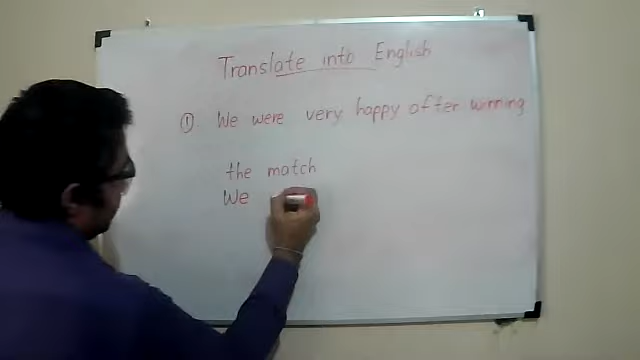 Translate into English
① We were very happy after winning
the match
We